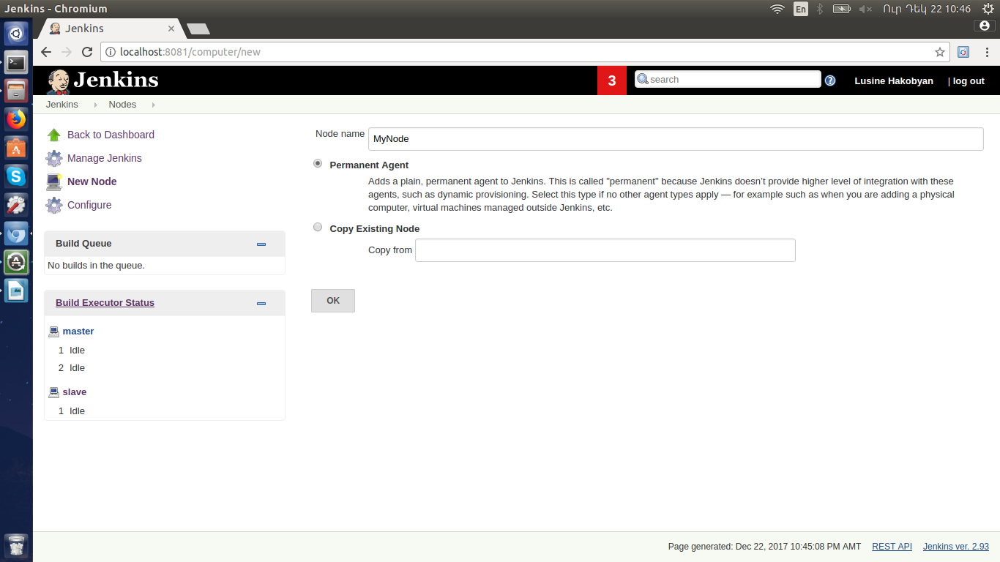 Jenkins - Chromium
En
Ուր Դեկ 22 10:46
Jenkins
localhost:8081/computer/new
Jenkins
3
search
Lusine Hakobyan
| log out
Jenkins
Nodes
Back to Dashboard
Manage Jenkins
New Node
Configure
Build Queue
No builds in the queue.
Build Executor Status
master
1 Idle
2 Idle
slave
1 Idle
Node name MyNode
Permanent Agent
Adds a plain, permanent agent to Jenkins. This is called "permanent" because Jenkins doesn’t provide higher level of integration with these
agents, such as dynamic provisioning. Select this type if no other agent types apply — for example such as when you are adding a physical
computer, virtual machines managed outside Jenkins, etc.
Copy Existing Node
Copy from
OK
Page generated: Dec 22, 2017 10:45:08 PM AMT
REST API
Jenkins ver. 2.93